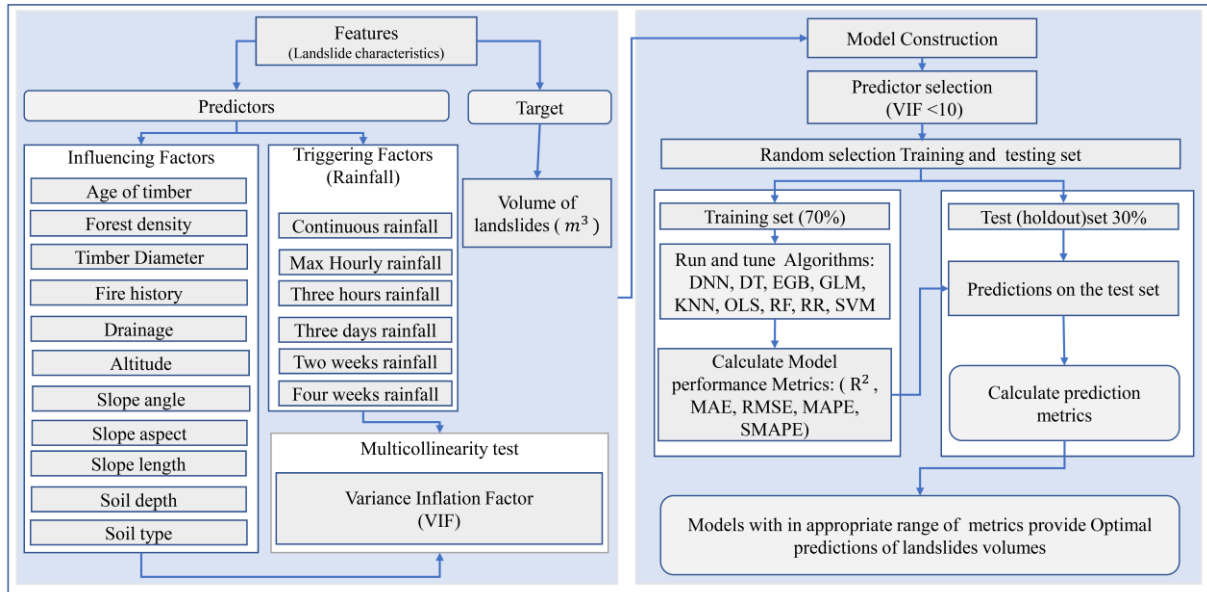 Features
(Landslide characteristics)
Predictors
Target
Influencing Factors
Age of timber
Forest density
Timber Diameter
Fire history
Drainage
Altitude
Slope angle
Slope aspect
Slope length
Soil depth
Soil type
Triggering Factors
(Rainfall)
Continuous rainfall
Max Hourly rainfall
Three hours rainfall
Three days rainfall
Two weeks rainfall
Four weeks rainfall
Volume of
landslides ( m³ )
Multicollinearity test
Variance Inflation Factor
(VIF)
Model Construction
Predictor selection
(VIF <10)
Random selection Training and testing set
Training set (70%)
Run and tune Algorithms:
DNN, DT, EGB, GLM,
KNN, OLS, RF, RR, SVM
Calculate Model
performance Metrics: ( R² ,
MAE, RMSE, MAPE,
SMAPE)
Test (holdout)set 30%
Predictions on the test set
Calculate prediction
metrics
Models with in appropriate range of metrics provide Optimal
predictions of landslides volumes